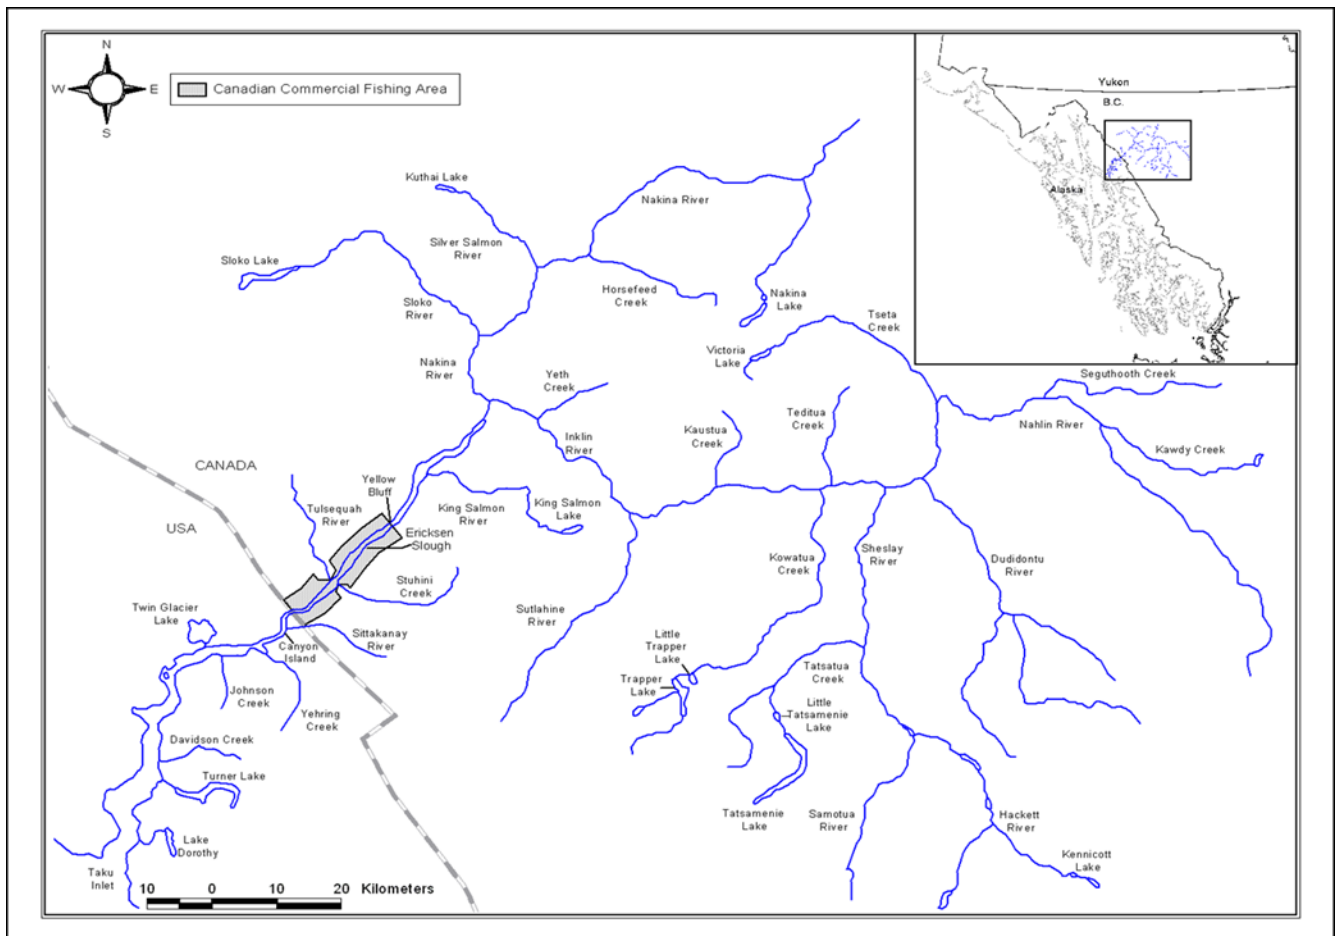 N
W
E
S
Canadian Commercial Fishing Area
Yukon
B.C.
Alaska
Kuthai Lake
Nakina River
Silver Salmon
River
Sloko Lake
Horsefeed
Creek
Nakina
Lake
Sloko
River
Tseta
Creek
Victoria
Lake
Nakina
River
Yeth
Creek
Seguthooth Creek
Teditua
Creek
Kaustua
Creek
Nahlin River
Inklin
River
Kawdy Creek
CANADA
Yellow
Bluff
Tulsequah
River
King Salmon
River
King Salmon
Lake
USA
Ericksen
Slough
Kowatua
Creek
Sheslay
River
Dudidontu
River
Stuhini
Creek
Twin Glacier
Lake
Sutlahine
River
Sittakanay
River
Canyon
Island
Little
Trapper
Lake
Trapper
Lake
Tatsatua
Creek
Johnson
Creek
Yehring
Creek
Little
Tatsamenie
Lake
Davidson Creek
Turner Lake
Tatsamenie
Lake
Samotua
River
Hackett
River
Lake
Dorothy
Kennicott
Lake
Taku
Inlet
10 0 10 20 Kilometers